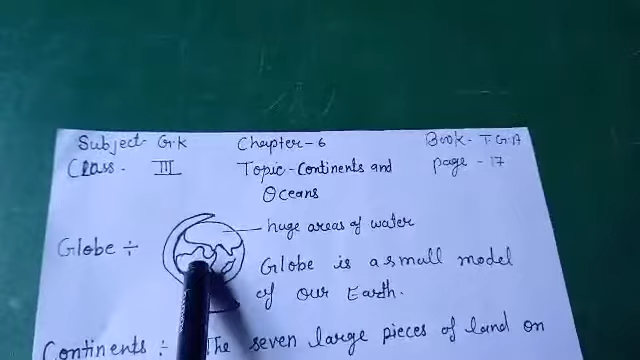 Subject- G.K Chapter-6 Book- T.G.A
Class- III Topic-Continents and page - 17
Oceans
huge areas of water
Globe ÷
Globe is a small model
of our Earth.
Continents ÷ The seven large pieces of land on